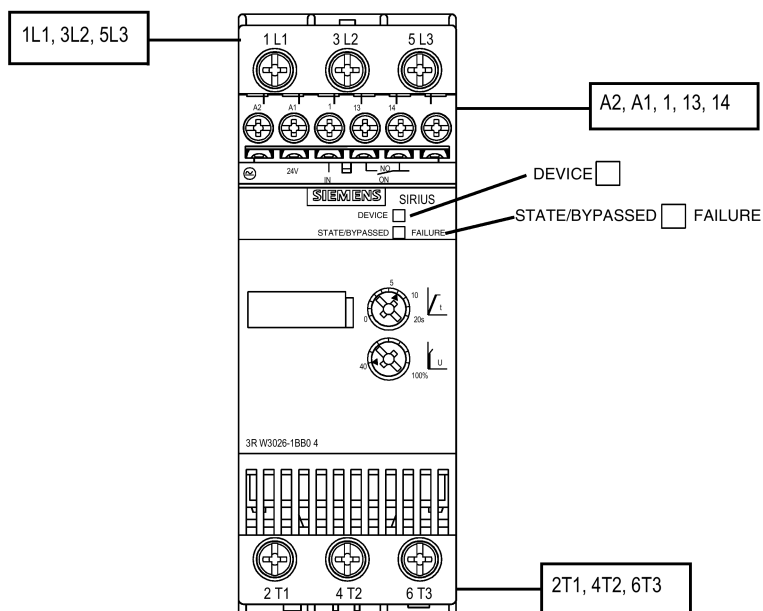 1L1, 3L2, 5L3
1 L1 3 L2 5 L3
A2, A1, 1, 13, 14
A2 A1 1 13 14
24V NO
IN ON
SIEMENS SIRIUS
DEVICE
DEVICE
STATE/BYPASSED FAILURE
STATE/BYPASSED FAILURE
5
10
0 20s t
40 100% U
3R W3026-1BB0 4
2 T1 4 T2 6 T3
2T1, 4T2, 6T3